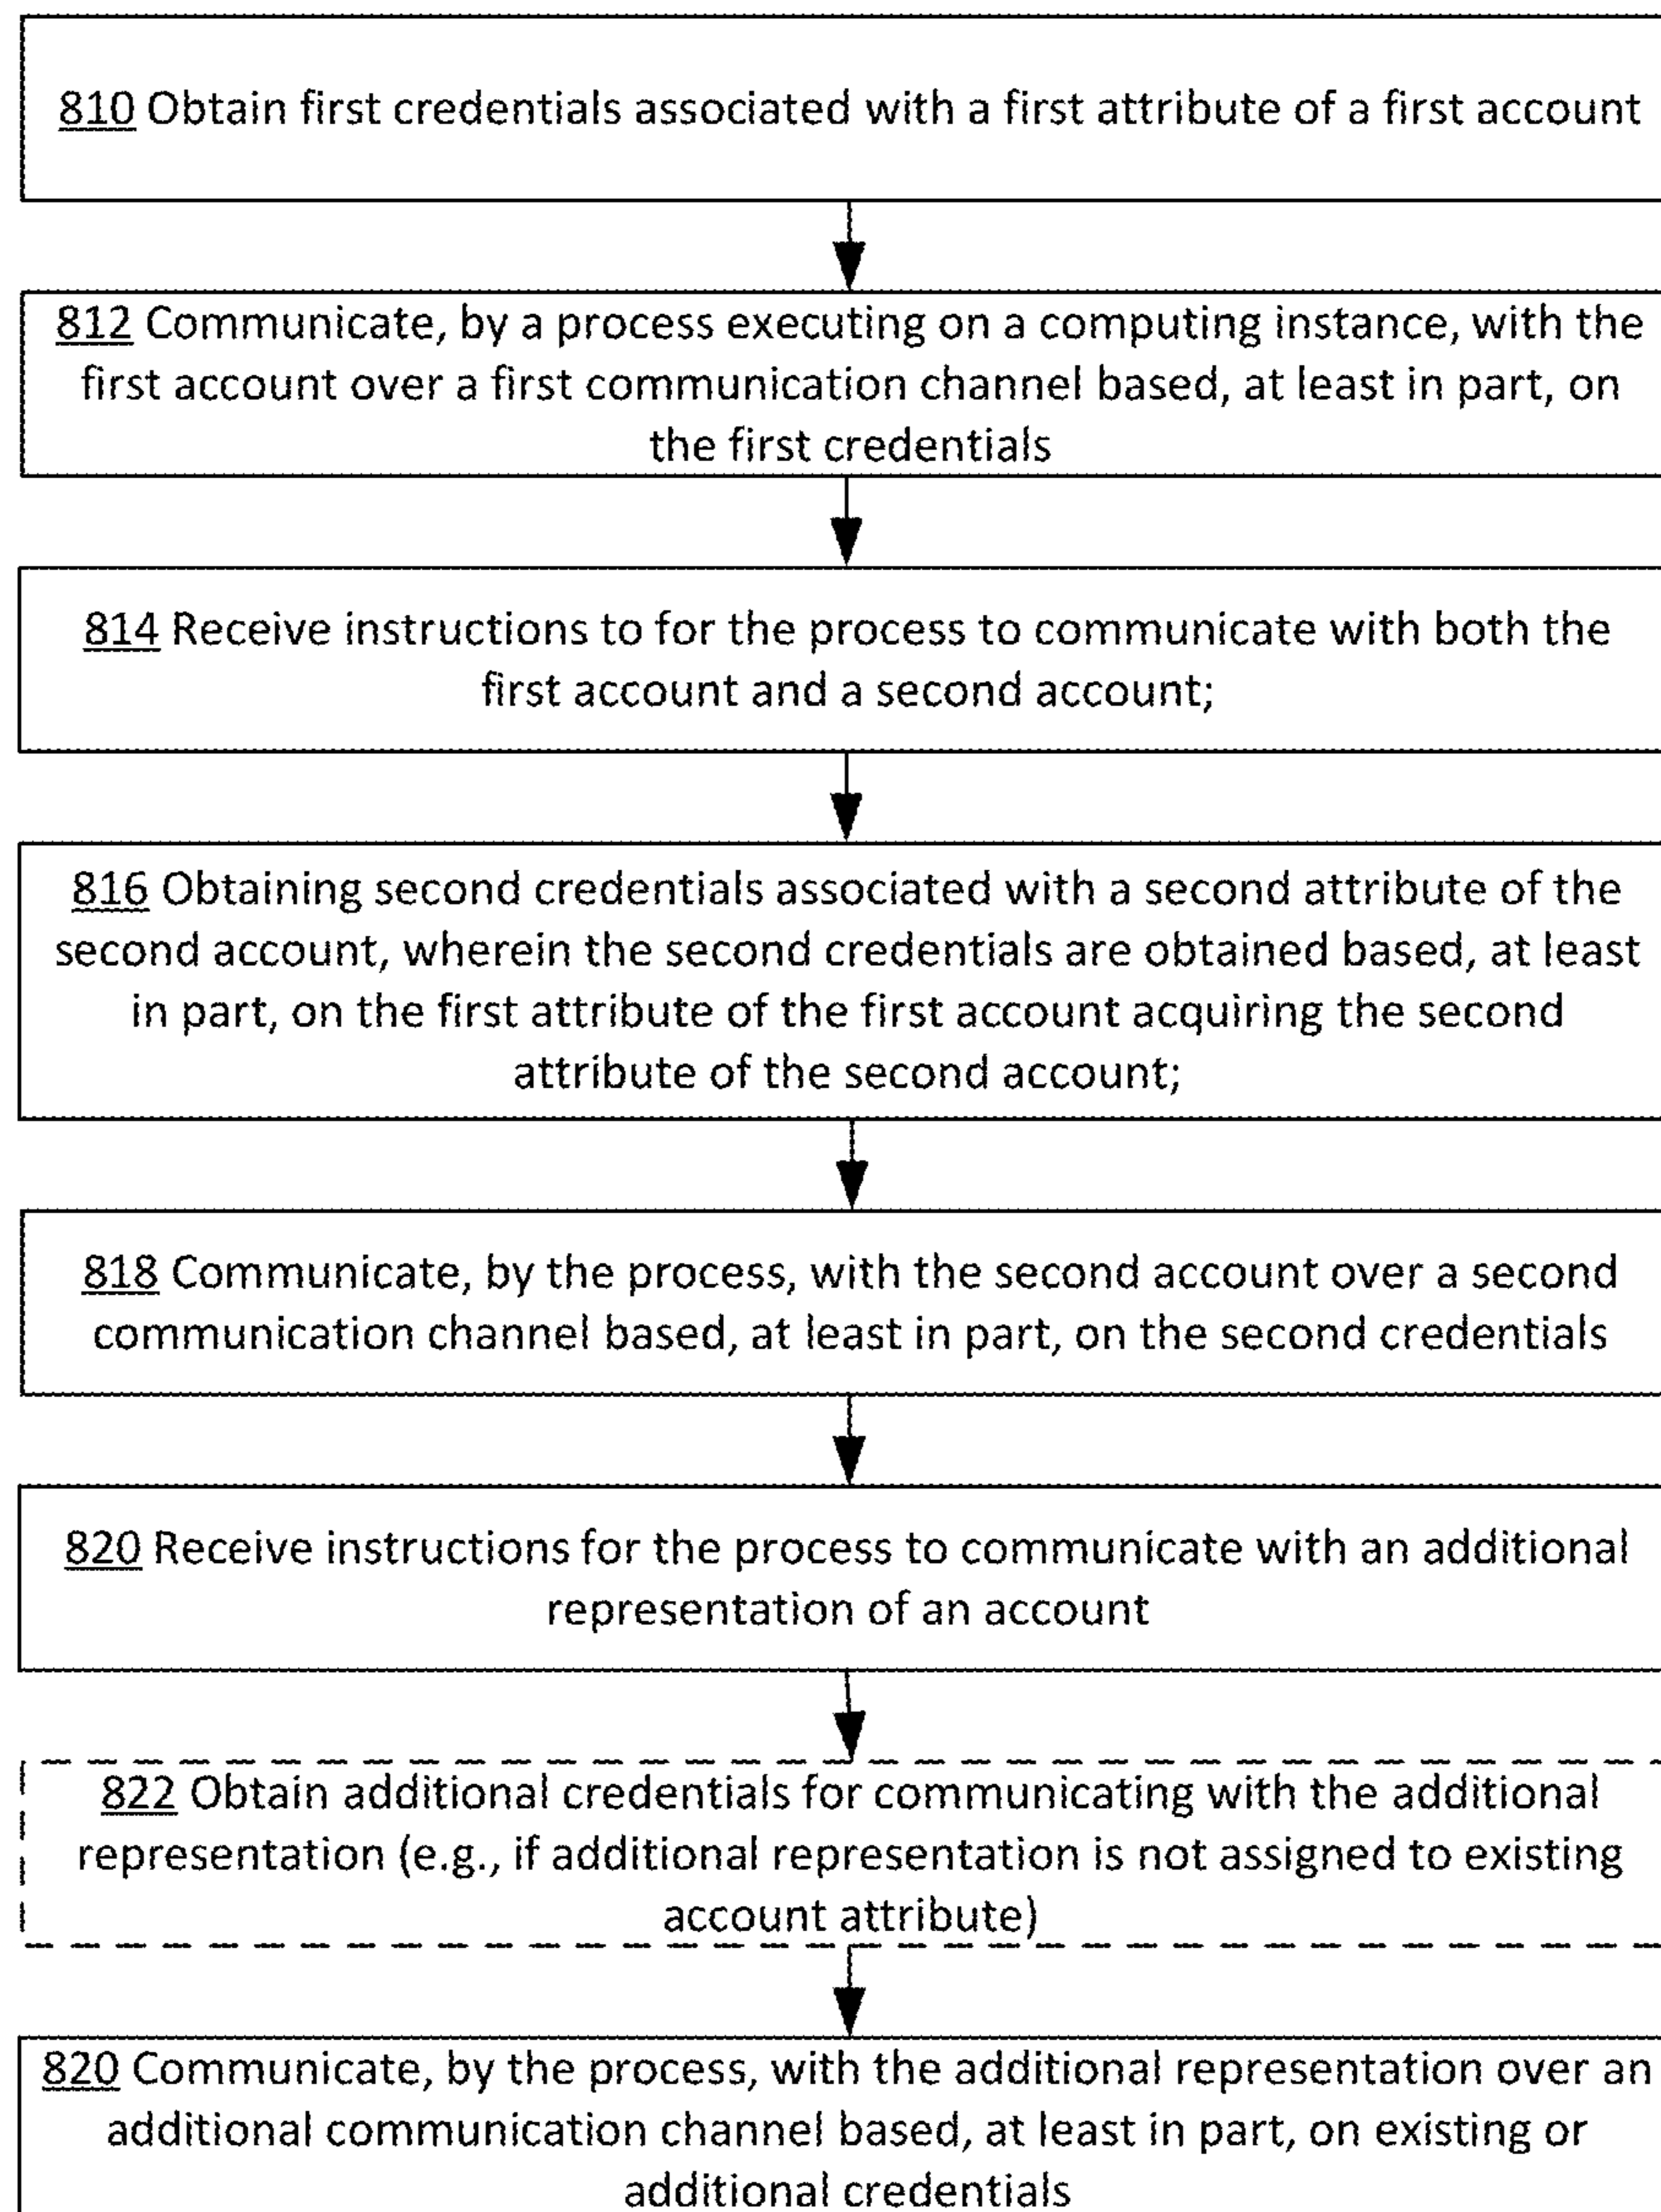 810 Obtain first credentials associated with a first attribute of a first account
812 Communicate, by a process executing on a computing instance, with the
first account over a first communication channel based, at least in part, on
the first credentials
814 Receive instructions to for the process to communicate with both the
first account and a second account;
816 Obtaining second credentials associated with a second attribute of the
second account, wherein the second credentials are obtained based, at least
in part, on the first attribute of the first account acquiring the second
attribute of the second account;
818 Communicate, by the process, with the second account over a second
communication channel based, at least in part, on the second credentials
820 Receive instructions for the process to communicate with an additional
representation of an account
822 Obtain additional credentials for communicating with the additional
representation (e.g., if additional representation is not assigned to existing
account attribute)
820 Communicate, by the process, with the additional representation over an
additional communication channel based, at least in part, on existing or
additional credentials